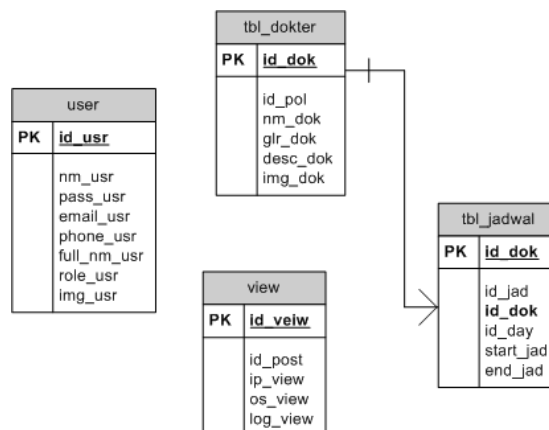 tbl_dokter
PK id_dok
id_pol
nm_dok
glr_dok
desc_dok
img_dok
user
PK id_usr
nm_usr
pass_usr
email_usr
phone_usr
full_nm_usr
role_usr
img_usr
tbl_jadwal
PK id_dok
id_jad
id_dok
id_day
start_jad
end_jad
view
PK id_veiw
id_post
ip_view
os_view
log_view